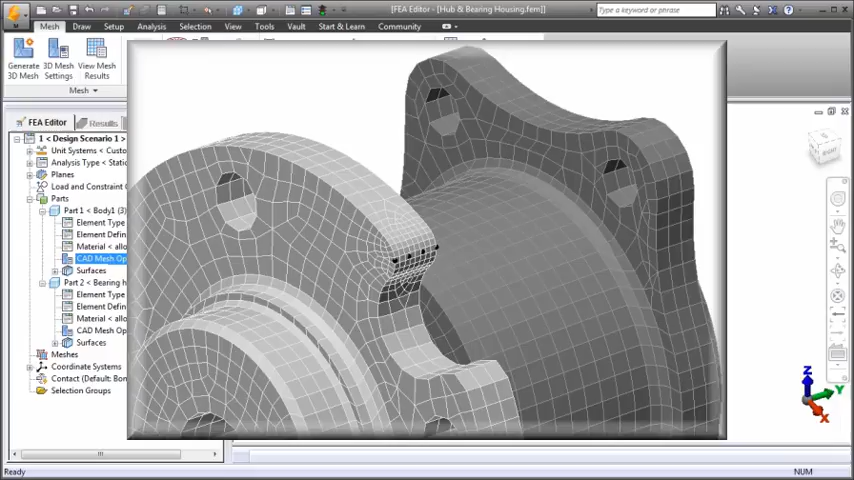 [FEA Editor - [Hub & Bearing Housing.fem]]
Type a keyword or phrase
Mesh Draw Setup Analysis Selection View Tools Vault Start & Learn Community
Generate 3D Mesh View Mesh
3D Mesh Settings Results
Mesh
FEA Editor Results
1 < Design Scenario 1 >
Unit Systems < Custo
Analysis Type < Static
Planes
Load and Constraint
Parts
Part 1 < Body1 (3)
Element Type
Element Defin
Material < allo
CAD Mesh Op
Surfaces
Part 2 < Bearing h
Element Type
Element Defin
Material < allo
CAD Mesh Op
Surfaces
Meshes
Coordinate Systems
Contact (Default: Bon
Selection Groups
RIGHT
Z
Y
X
Ready
NUM